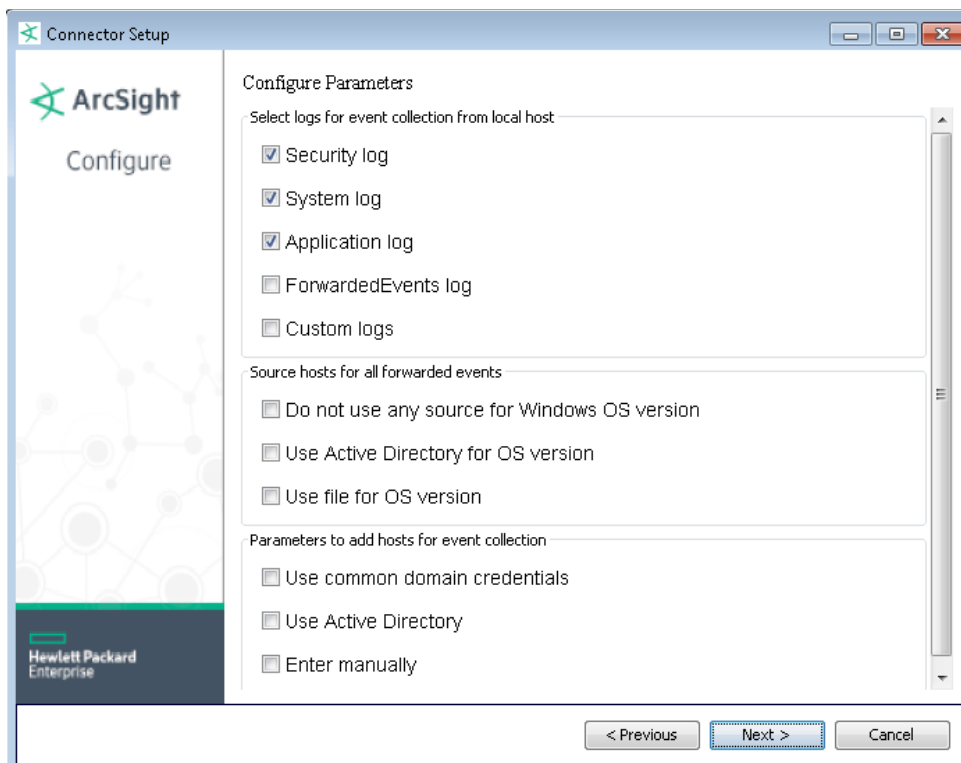 Connector Setup
ArcSight
Configure
Configure Parameters
Select logs for event collection from local host
Security log
System log
Application log
ForwardedEvents log
Custom logs
Source hosts for all forwarded events
Do not use any source for Windows OS version
Use Active Directory for OS version
Use file for OS version
Parameters to add hosts for event collection
Use common domain credentials
Use Active Directory
Enter manually
Hewlett Packard
Enterprise
< Previous
Next >
Cancel